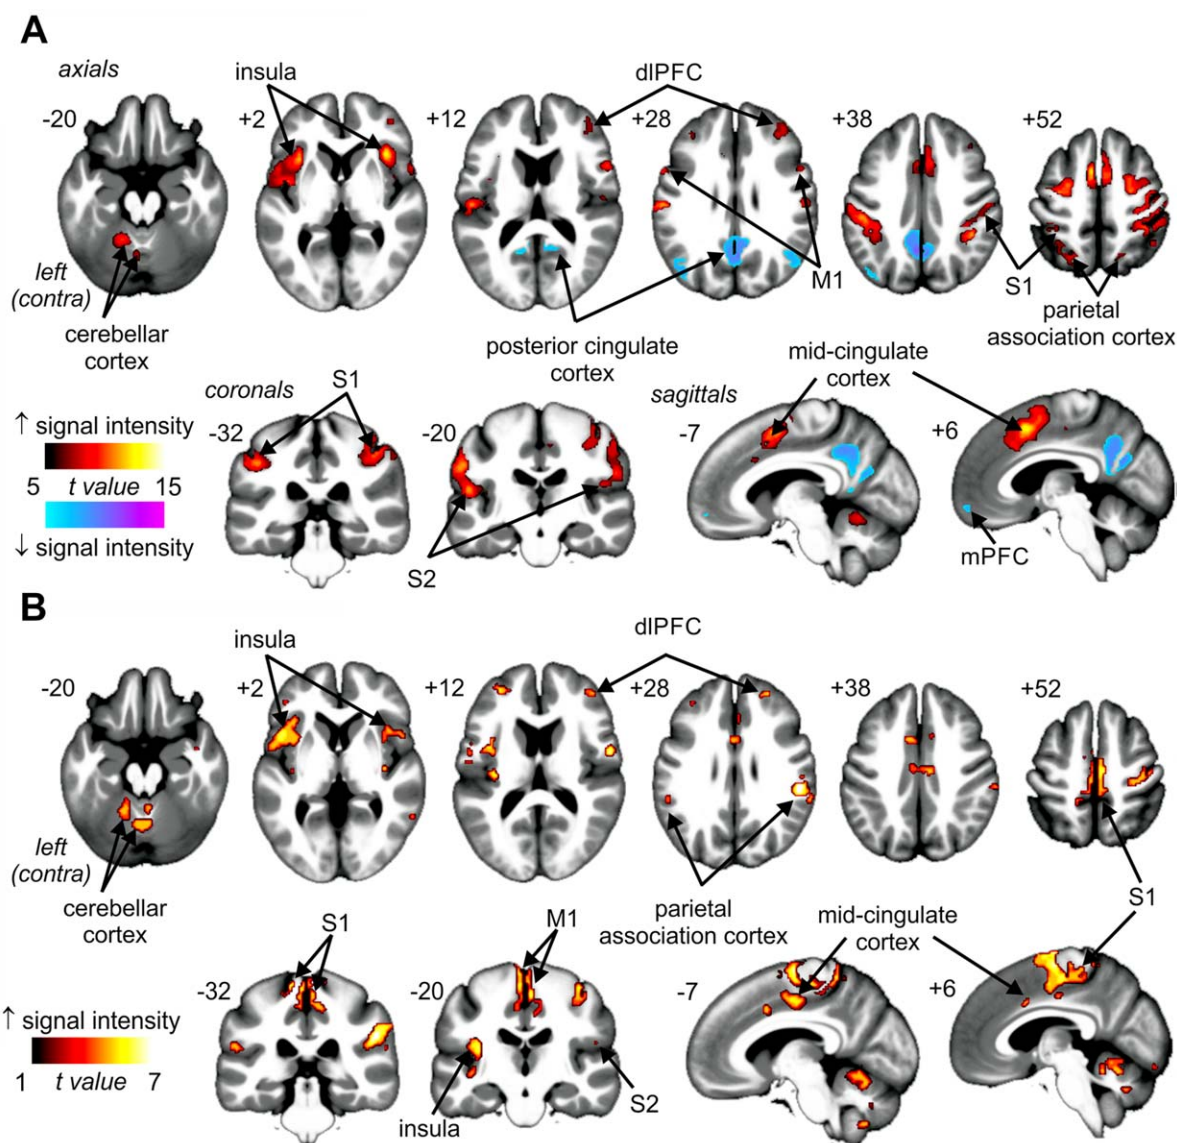 A
axials
insula
dlPFC
-20
+2
+12
+28
+38
+52
left
(contra)
cerebellar
cortex
M1
S1
posterior cingulate
cortex
parietal
association cortex
mid-cingulate
cortex
coronals
S1
sagittals
↑ signal intensity
-32
-20
-7
+6
5 t value 15
↓ signal intensity
S2
mPFC
B
insula
dlPFC
-20
+2
+12
+28
+38
+52
left
(contra)
cerebellar
cortex
parietal
association cortex
mid-cingulate
cortex
S1
S1
M1
-32
-20
-7
+6
↑ signal intensity
1 t value 7
insula
S2